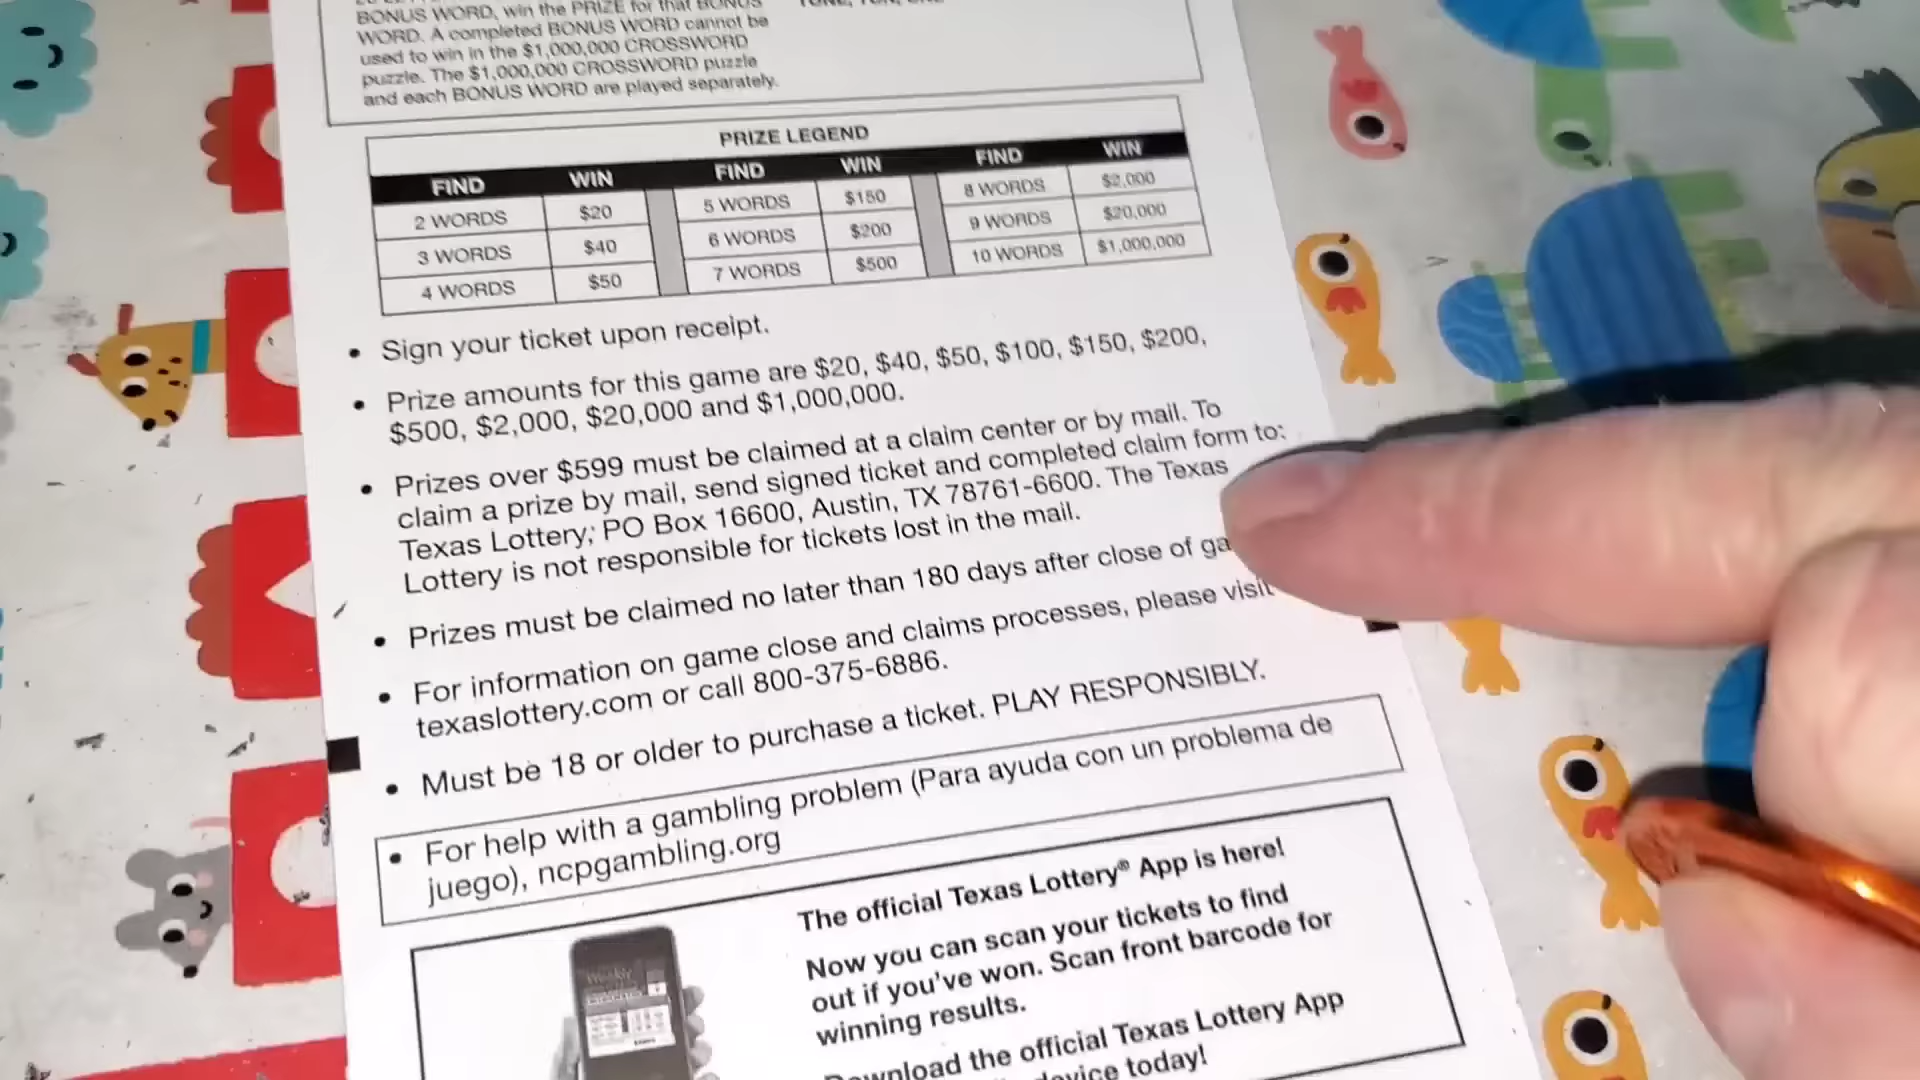 BONUS WORD, win the PRIZE for that BONUS
WORD. A completed BONUS WORD cannot be
used to win in the $1,000,000 CROSSWORD
puzzle. The $1,000,000 CROSSWORD puzzle
and each BONUS WORD are played separately.
PRIZE LEGEND
FIND WIN FIND WIN FIND WIN
2 WORDS $20 5 WORDS $150 8 WORDS $2,000
3 WORDS $40 6 WORDS $200 9 WORDS $20,000
4 WORDS $50 7 WORDS $500 10 WORDS $1,000,000
• Sign your ticket upon receipt.
• Prize amounts for this game are $20, $40, $50, $100, $150, $200,
$500, $2,000, $20,000 and $1,000,000.
• Prizes over $599 must be claimed at a claim center or by mail. To
claim a prize by mail, send signed ticket and completed claim form to:
Texas Lottery; PO Box 16600, Austin, TX 78761-6600. The Texas
Lottery is not responsible for tickets lost in the mail.
• Prizes must be claimed no later than 180 days after close of
• For information on game close and claims processes, please visit
texaslottery.com or call 800-375-6886.
• Must be 18 or older to purchase a ticket. PLAY RESPONSIBLY.
• For help with a gambling problem (Para ayuda con un problema de
juego), ncpgambling.org
The official Texas Lottery® App is here!
Now you can scan your tickets to find
out if you've won. Scan front barcode for
winning results.
Download the official Texas Lottery App
device today!